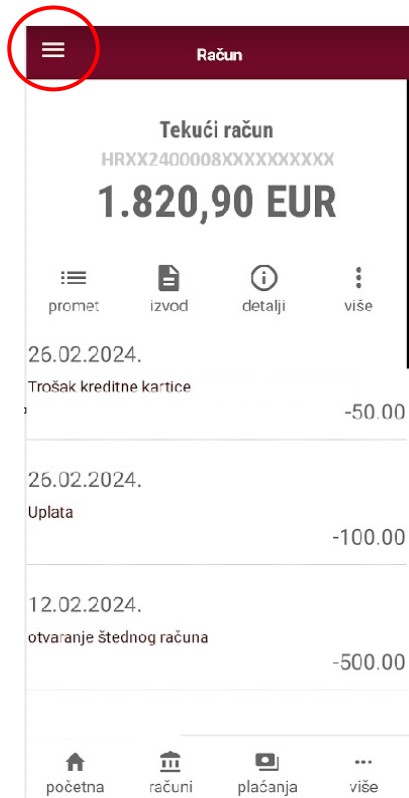 Račun
Tekući račun
HRXX2400008XXXXXXXXXX
1.820,90 EUR
promet izvod detalji više
26.02.2024.
Trošak kreditne kartice
-50.00
26.02.2024.
Uplata
-100.00
12.02.2024.
otvaranje štednog računa
-500.00
početna računi plaćanja više